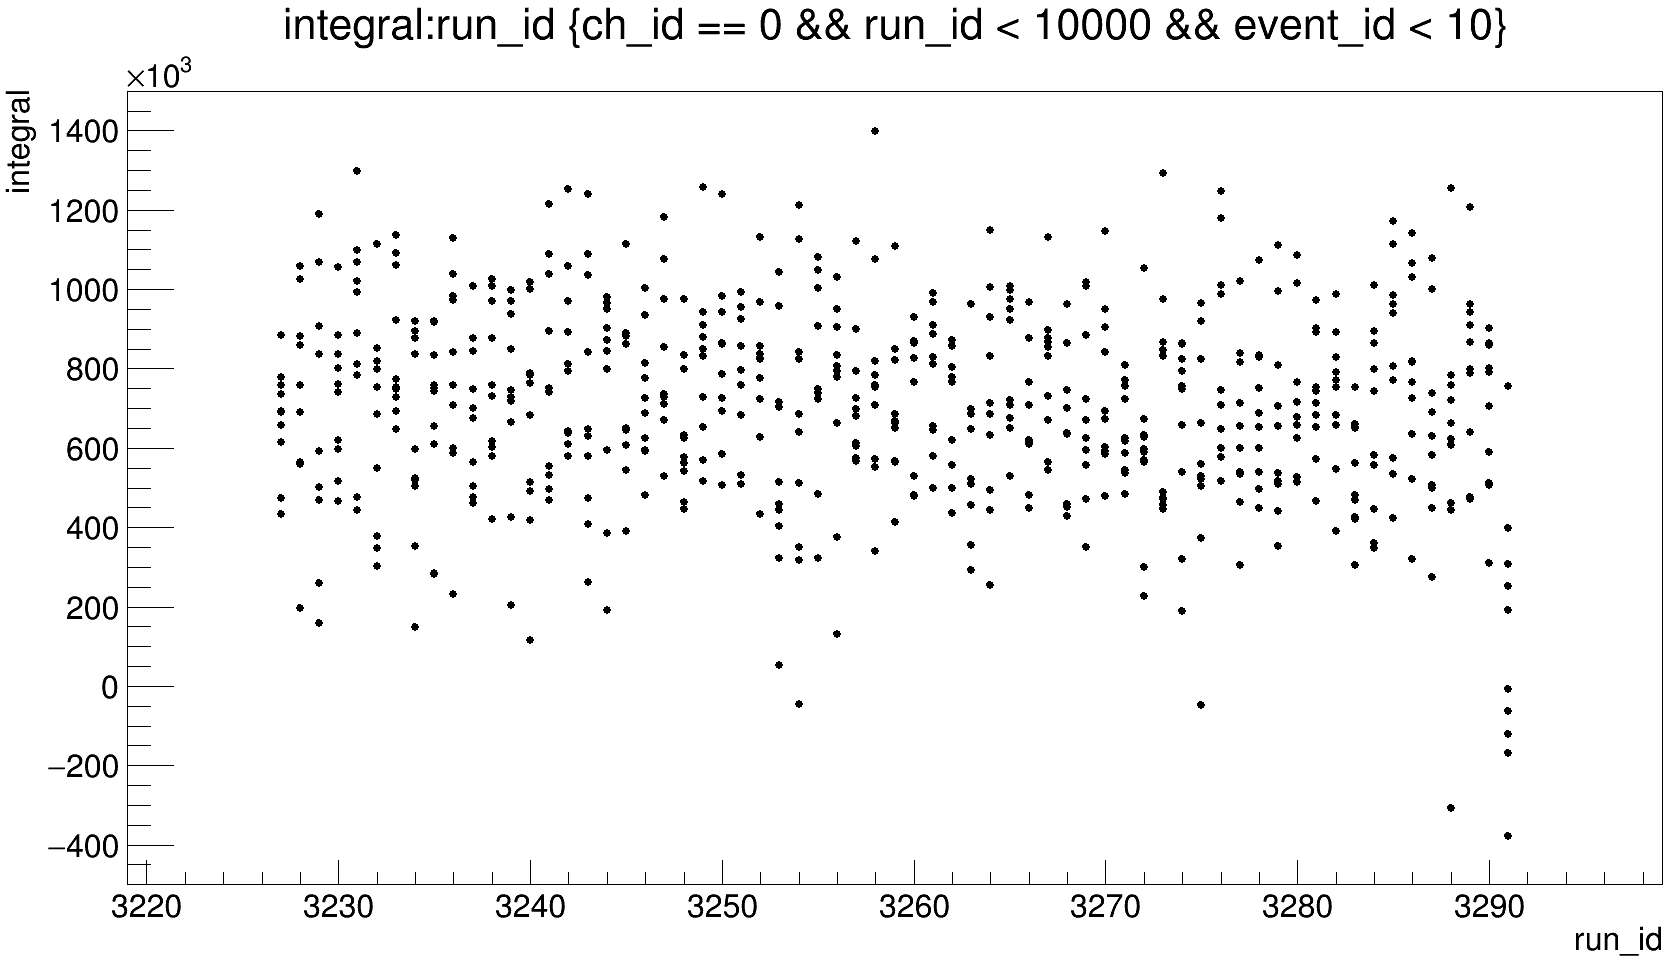 integral:run_id {ch_id == 0 && run_id < 10000 && event_id < 10}
×10³
integral
1400
1200
1000
800
600
400
200
0
−200
−400
3220 3230 3240 3250 3260 3270 3280 3290
run_id